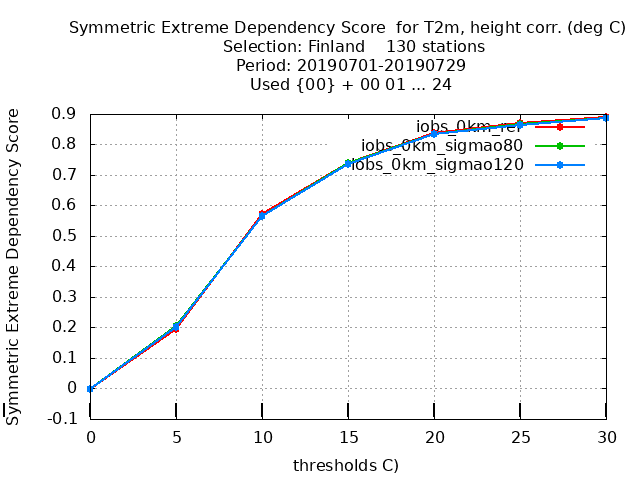 Symmetric Extreme Dependency Score for T2m, height corr. (deg C)
Selection: Finland 130 stations
Period: 20190701-20190729
Used {00} + 00 01 ... 24
Symmetric Extreme Dependency Score
0.9
0.8
0.7
0.6
0.5
0.4
0.3
0.2
0.1
0
-0.1
iobs_0km_ref
iobs_0km_sigmao80
iobs_0km_sigmao120
0 5 10 15 20 25 30
thresholds C)